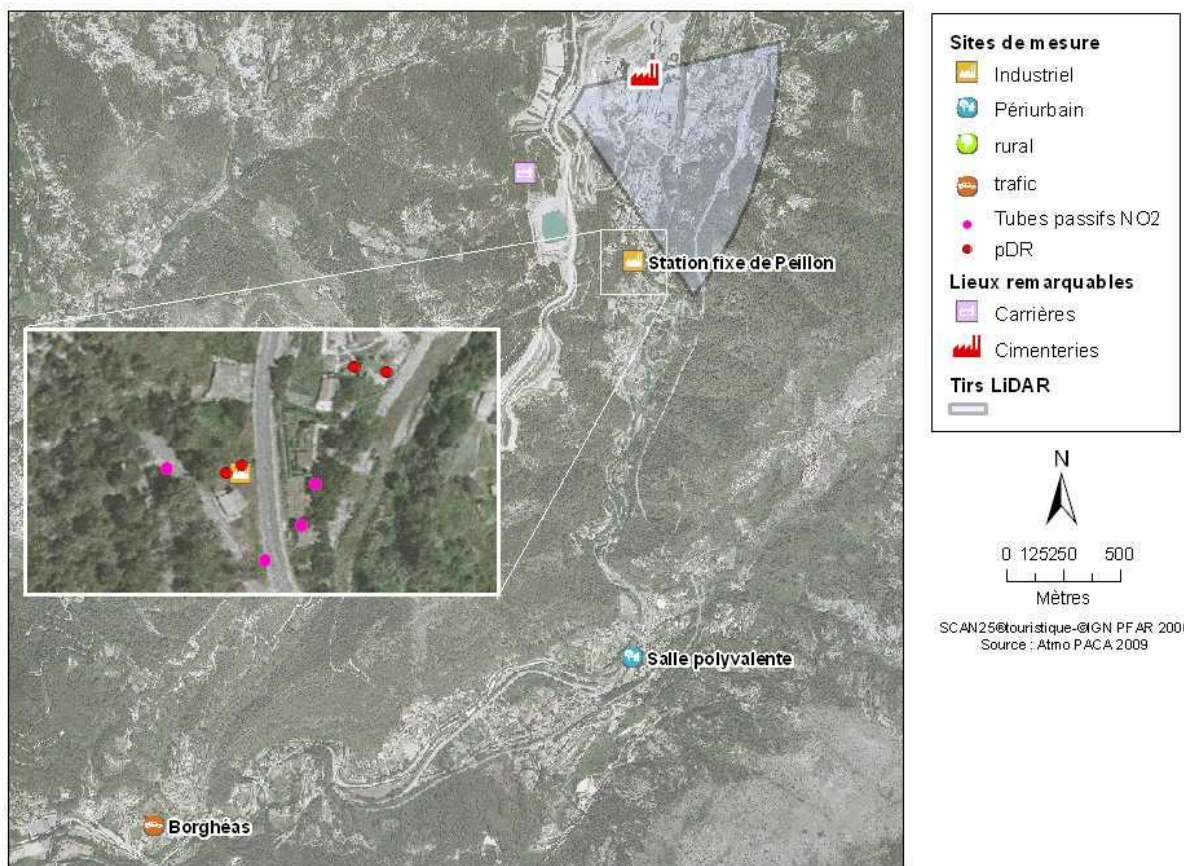 Station fixe de Peillon
Salle polyvalente
Borghéas
Sites de mesure
Industriel
Périurbain
rural
trafic
Tubes passifs NO2
pDR
Lieux remarquables
Carrières
Cimenteries
Tirs LiDAR
N
0 125250 500
Mètres
SCAN25®touristique-©IGN PFAR 200
Source : Atmo PACA 2009